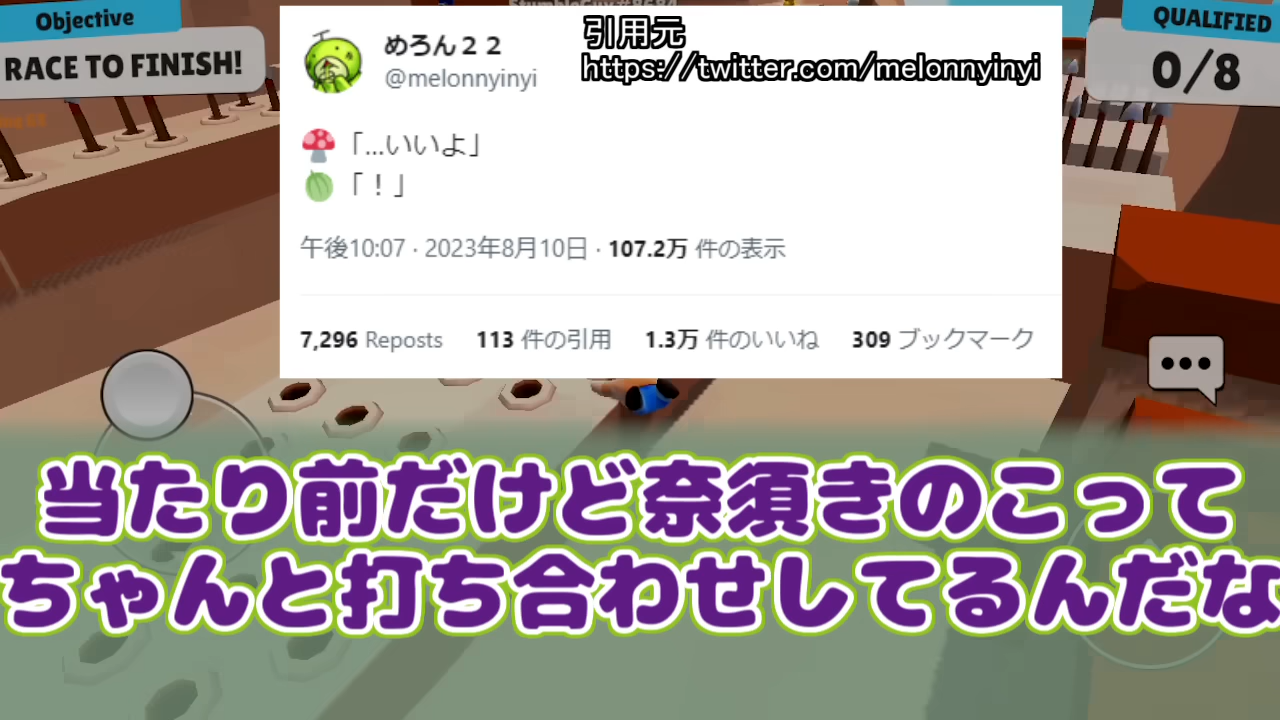 StumbleGuy#8684
Objective
RACE TO FINISH!
QUALIFIED
0/8
引用元
https://twitter.com/melonnyinyi
めろん２２
@melonnyinyi
🍄「...いいよ」
🍈「！」
午後10:07 · 2023年8月10日 · 107.2万 件の表示
7,296 Reposts 113 件の引用 1.3万 件のいいね 309 ブックマーク
当たり前だけど奈須きのこって
ちゃんと打ち合わせしてるんだな